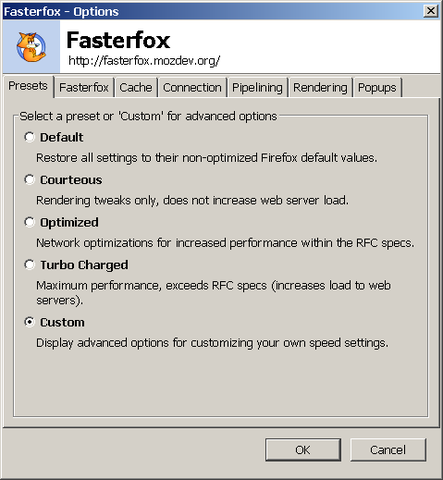 Fasterfox - Options
Fasterfox
http://fasterfox.mozdev.org/
Presets Fasterfox Cache Connection Pipelining Rendering Popups
Select a preset or 'Custom' for advanced options
Default
Restore all settings to their non-optimized Firefox default values.
Courteous
Rendering tweaks only, does not increase web server load.
Optimized
Network optimizations for increased performance within the RFC specs.
Turbo Charged
Maximum performance, exceeds RFC specs (increases load to web
servers).
Custom
Display advanced options for customizing your own speed settings.
OK Cancel